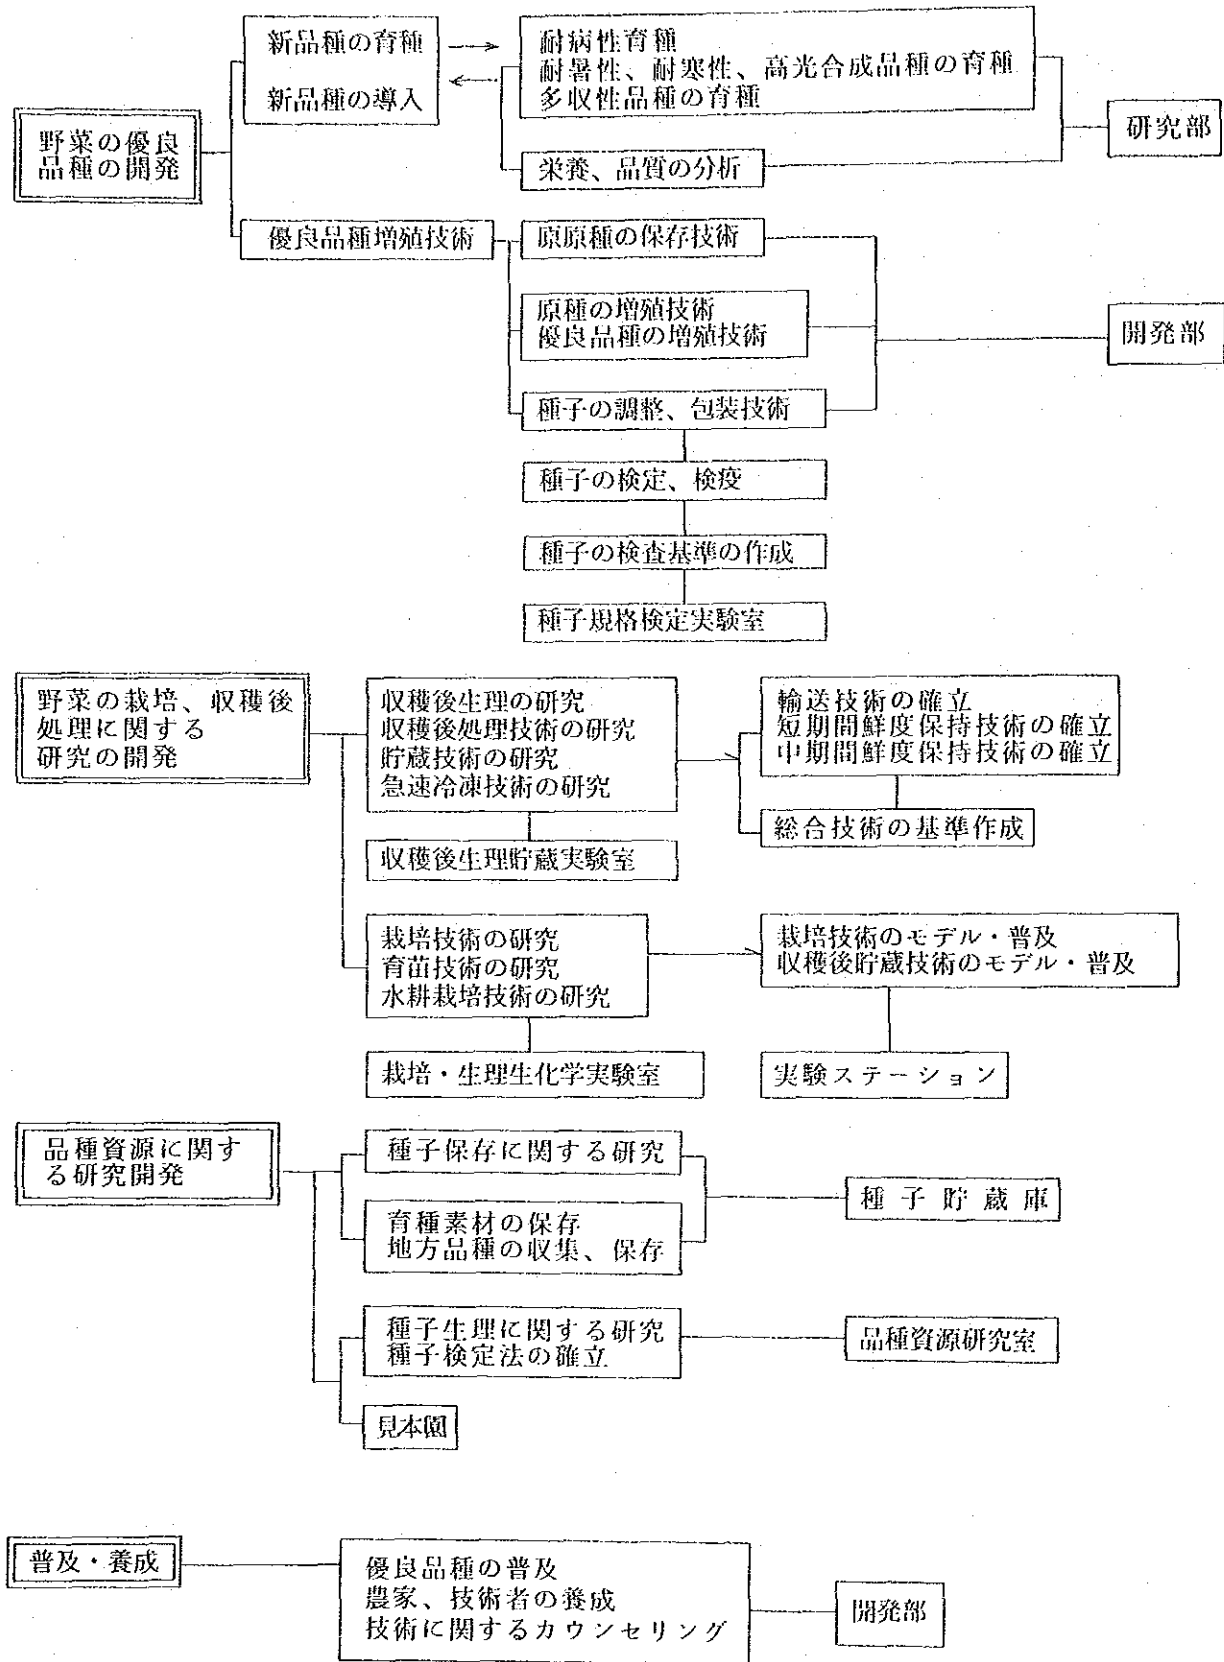 新品種の育種
新品種の導入
耐病性育種
耐暑性、耐寒性、高光合成品種の育種
多収性品種の育種
野菜の優良
品種の開発
研究部
栄養、品質の分析
優良品種増殖技術
原原種の保存技術
原種の増殖技術
優良品種の増殖技術
開発部
種子の調整、包装技術
種子の検定、検疫
種子の検査基準の作成
種子規格検定実験室
野菜の栽培、収穫後
処理に関する
研究の開発
収穫後生理の研究
収穫後処理技術の研究
貯蔵技術の研究
急速冷凍技術の研究
輸送技術の確立
短期間鮮度保持技術の確立
中期間鮮度保持技術の確立
総合技術の基準作成
収穫後生理貯蔵実験室
栽培技術の研究
育苗技術の研究
水耕栽培技術の研究
栽培技術のモデル・普及
収穫後貯蔵技術のモデル・普及
栽培・生理生化学実験室
実験ステーション
品種資源に関す
る研究開発
種子保存に関する研究
育種素材の保存
地方品種の収集、保存
種子貯蔵庫
種子生理に関する研究
種子検定法の確立
品種資源研究室
見本園
普及・養成
優良品種の普及
農家、技術者の養成
技術に関するカウンセリング
開発部